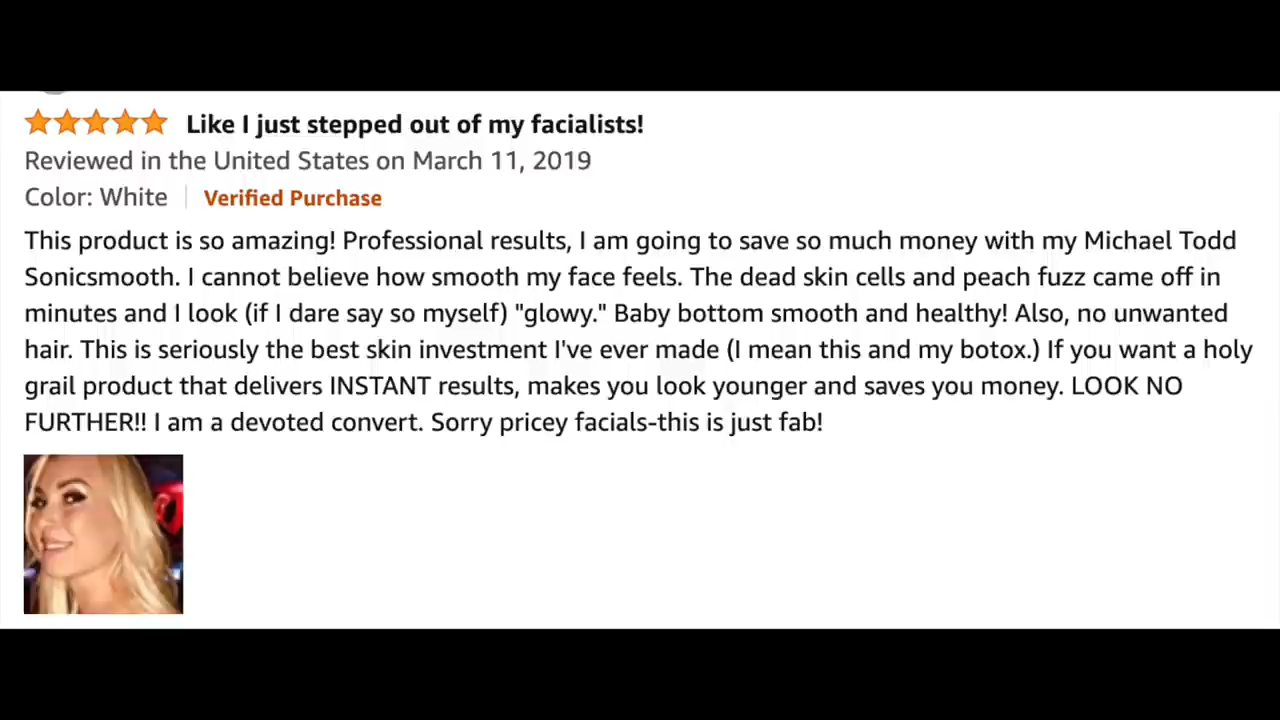 Like I just stepped out of my facialists!
Reviewed in the United States on March 11, 2019
Color: White | Verified Purchase
This product is so amazing! Professional results, I am going to save so much money with my Michael Todd
Sonicsmooth. I cannot believe how smooth my face feels. The dead skin cells and peach fuzz came off in
minutes and I look (if I dare say so myself) "glowy." Baby bottom smooth and healthy! Also, no unwanted
hair. This is seriously the best skin investment I've ever made (I mean this and my botox.) If you want a holy
grail product that delivers INSTANT results, makes you look younger and saves you money. LOOK NO
FURTHER!! I am a devoted convert. Sorry pricey facials-this is just fab!